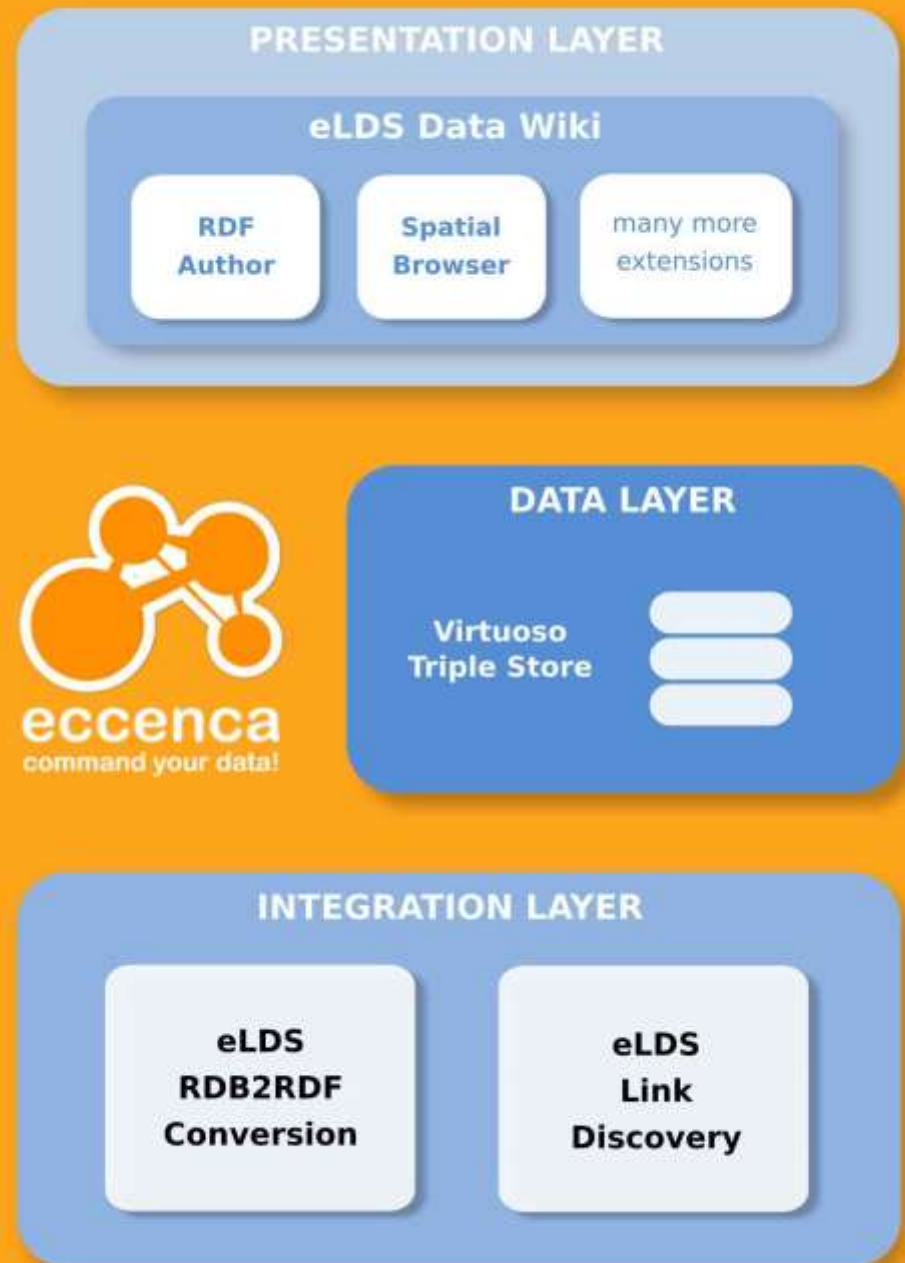 PRESENTATION LAYER
eLDS Data Wiki
RDF
Author
Spatial
Browser
many more
extensions
eccenca
command your data!
DATA LAYER
Virtuoso
Triple Store
INTEGRATION LAYER
eLDS
RDB2RDF
Conversion
eLDS
Link
Discovery